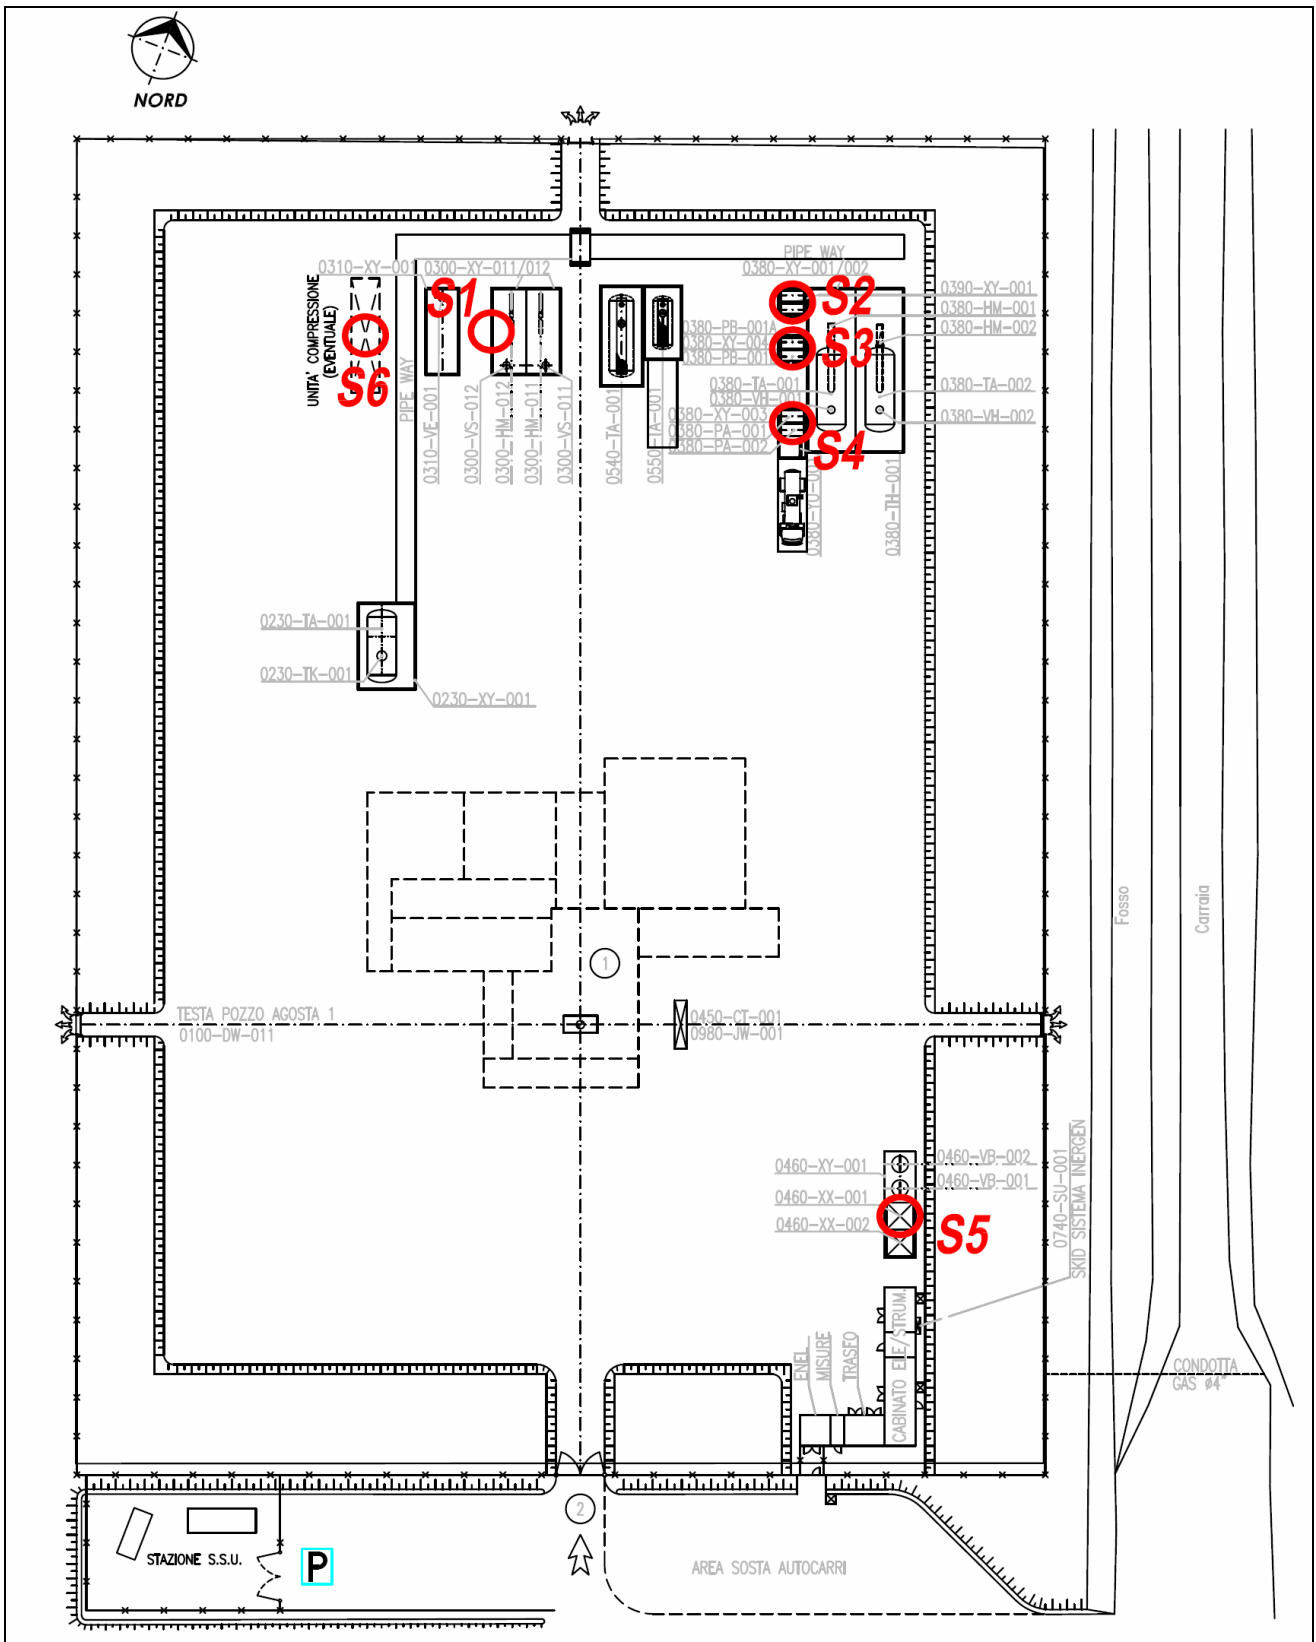 NORD
PIPE WAY
0310-XY-001
0300-XY-011/012
0380-XY-001/002
UNITA' COMPRESSIONE
(EVENTUALE)
S1
S2
0390-XY-001
0380-HM-001
0380-PB-001A
0380-HM-002
0380-XY-004
S3
0380-PB-001
S6
0380-TA-001
0380-TA-002
0380-VH-001
PIPE WAY
0380-XY-003
0380-VH-002
0380-PA-001
0380-PA-002
S4
0310-VE-001
0300-VS-012
0300-HM-012
0300-HM-011
0300-VS-011
0540-TA-001
0550-TA-001
0380-TH-001
0230-TA-001
0230-TK-001
0230-XY-001
Fosso
Carraia
1
TESTA POZZO AGOSTA 1
0100-DW-011
0450-CT-001
0980-JW-001
0460-XY-001
0460-VB-002
0460-VB-001
0460-XX-001
0460-XX-002
S5
0740-SU-001
SKID SISTEMA INERGEN
ENEL
MISURE
TRASFO
CABINATO ELE/STRUM.
CONDOTTA
GAS ø4"
2
STAZIONE S.S.U.
P
AREA SOSTA AUTOCARRI